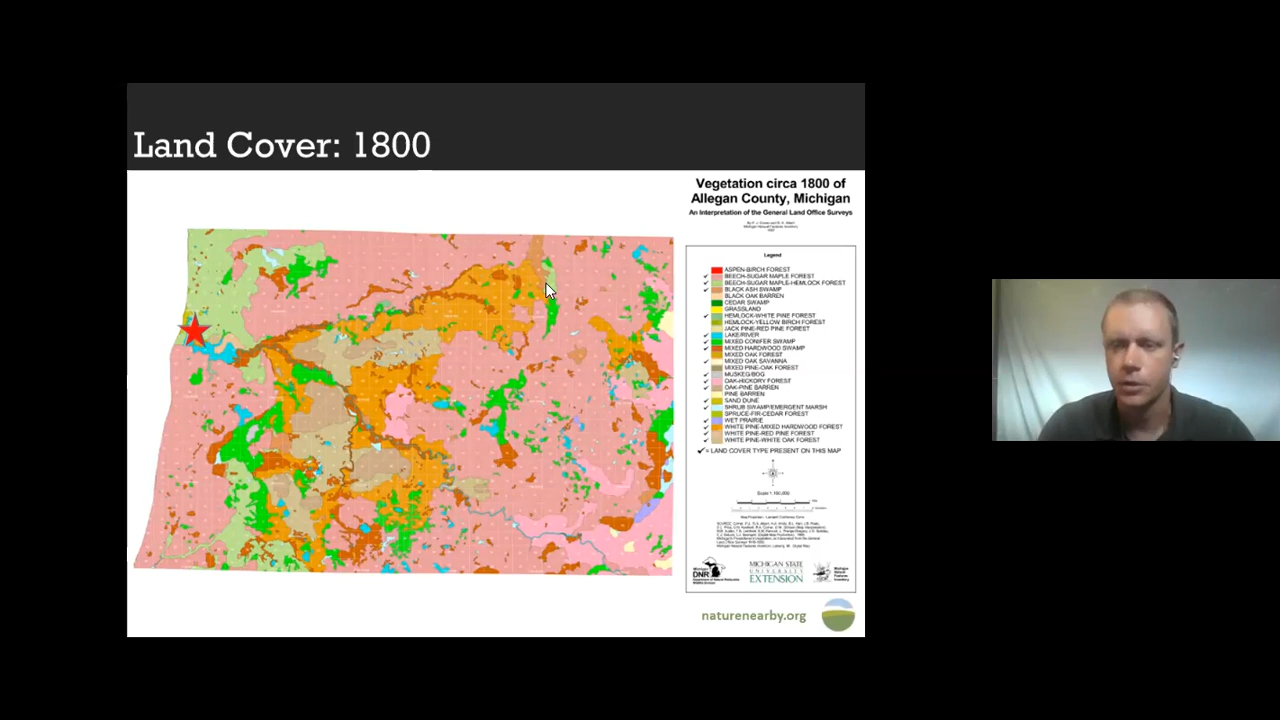 Land Cover: 1800
Vegetation circa 1800 of
Allegan County, Michigan
An Interpretation of the General Land Office Surveys
Legend
ASPEN-BIRCH FOREST
BEECH-SUGAR MAPLE FOREST
BEECH-SUGAR MAPLE-HEMLOCK FOREST
BLACK ASH SWAMP
BLACK OAK BARREN
CEDAR SWAMP
GRASSLAND
HEMLOCK-WHITE PINE FOREST
HEMLOCK-YELLOW BIRCH FOREST
JACK PINE-RED PINE FOREST
LAKE/RIVER
MIXED CONIFER SWAMP
MIXED HARDWOOD SWAMP
MIXED OAK FOREST
MIXED OAK SAVANNA
MIXED PINE-OAK FOREST
MUSKEG/BOG
OAK-HICKORY FOREST
OAK-PINE BARREN
PINE BARREN
SAND DUNE
SHRUB SWAMP/EMERGENT MARSH
SPRUCE-FIR-CEDAR FOREST
WET PRAIRIE
WHITE PINE-MIXED HARDWOOD FOREST
WHITE PINE-RED PINE FOREST
WHITE PINE-WHITE OAK FOREST
✓= LAND COVER TYPE PRESENT ON THIS MAP
Michigan
DNR
MICHIGAN STATE
UNIVERSITY
EXTENSION
Michigan
Natural
Features
Inventory
naturenearby.org